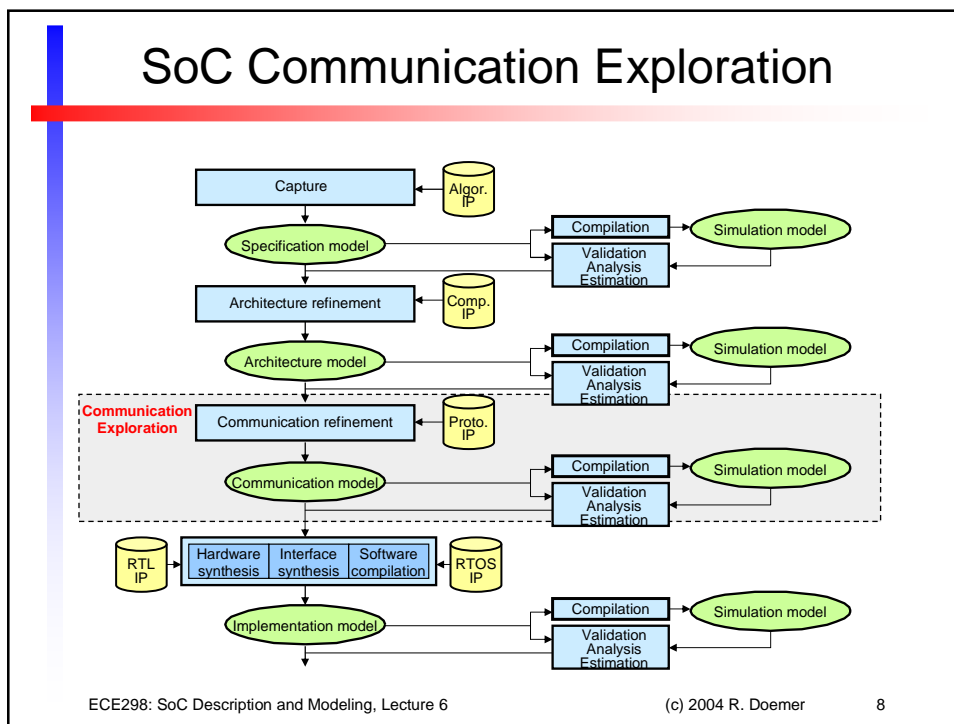 SoC Communication Exploration
Capture
Algor.
IP
Specification model
Compilation
Simulation model
Validation
Analysis
Estimation
Architecture refinement
Comp.
IP
Architecture model
Compilation
Simulation model
Validation
Analysis
Estimation
Communication
Exploration
Communication refinement
Proto.
IP
Communication model
Compilation
Simulation model
Validation
Analysis
Estimation
RTL
IP
Hardware
synthesis
Interface
synthesis
Software
compilation
RTOS
IP
Implementation model
Compilation
Simulation model
Validation
Analysis
Estimation
ECE298: SoC Description and Modeling, Lecture 6
(c) 2004 R. Doemer
8